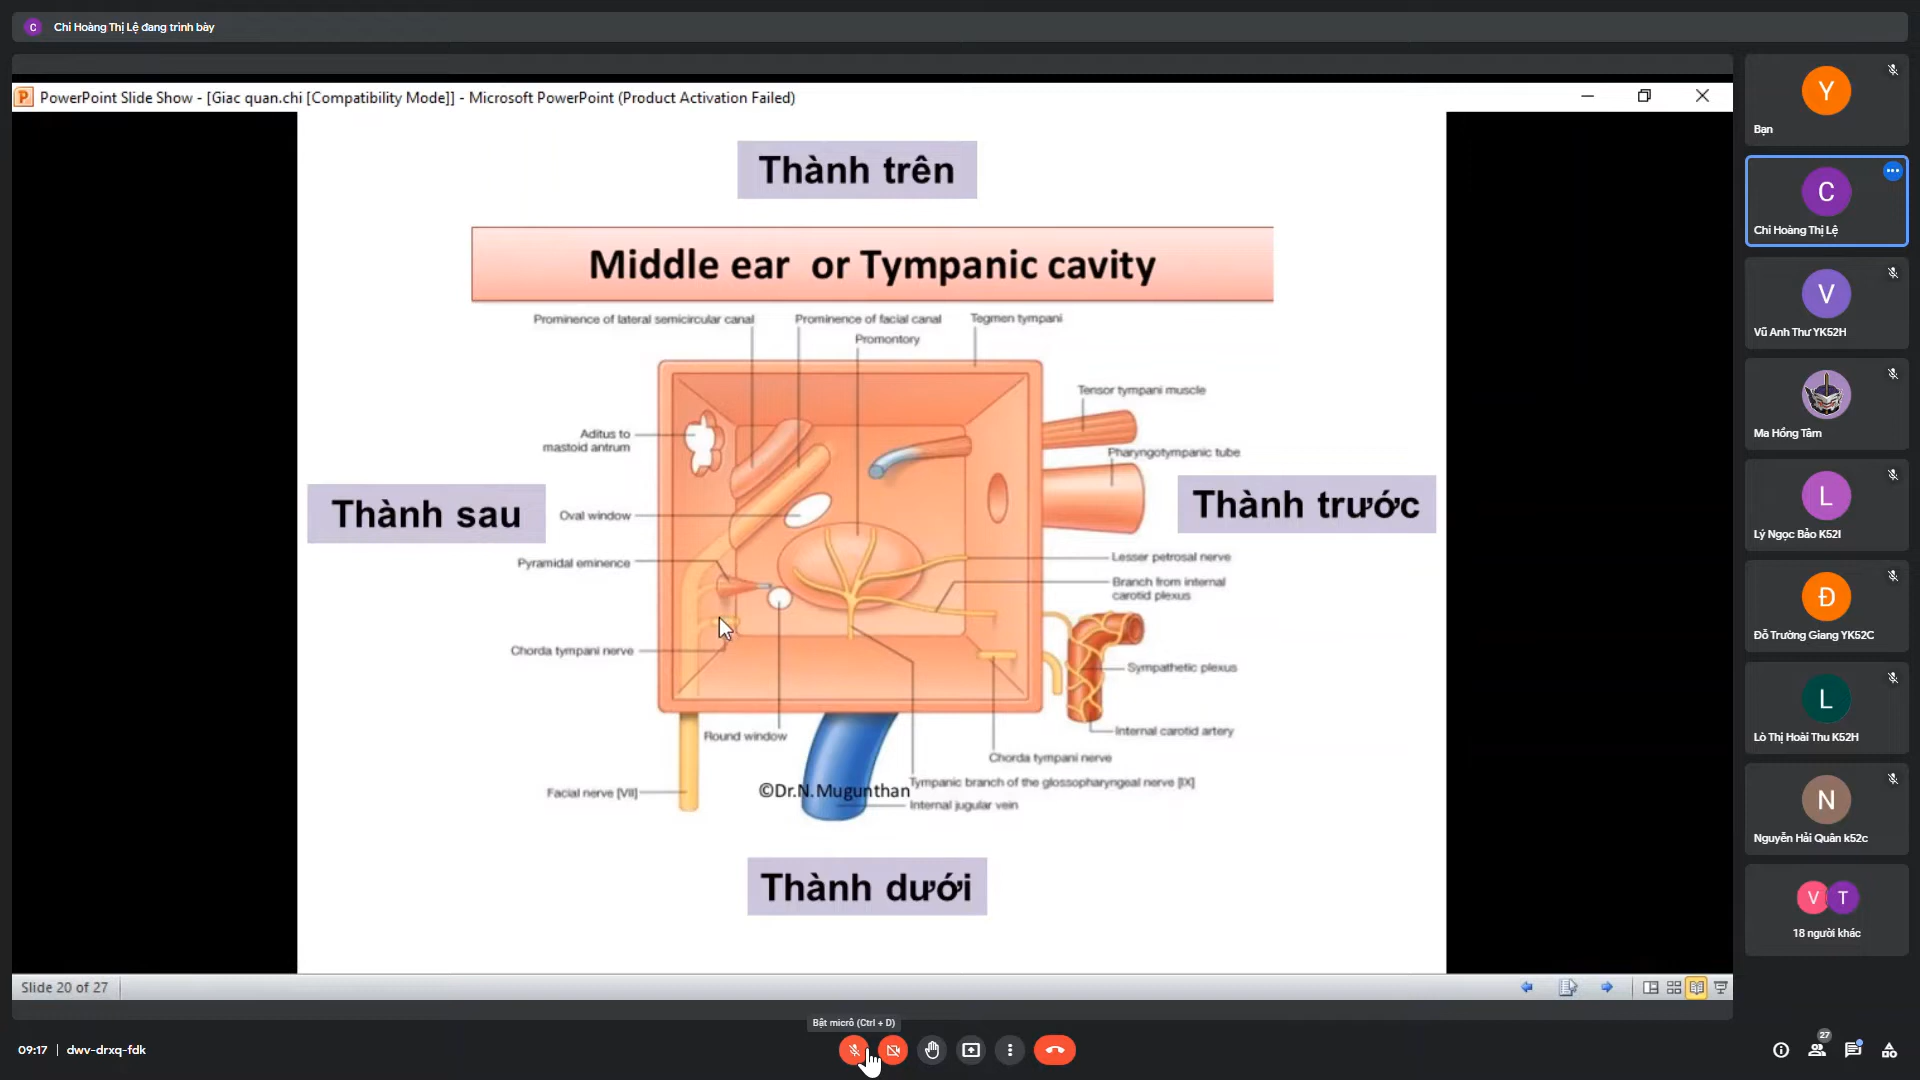 C Chi Hoàng Thị Lệ đang trình bày
P PowerPoint Slide Show - [Giac quan.chi [Compatibility Mode]] - Microsoft PowerPoint (Product Activation Failed)
Thành trên
Middle ear or Tympanic cavity
Prominence of lateral semicircular canal
Prominence of facial canal
Tegmen tympani
Promontory
Tensor tympani muscle
Aditus to
mastoid antrum
Pharyngotympanic tube
Thành sau
Oval window
Thành trước
Pyramidal eminence
Lesser petrosal nerve
Branch from internal
carotid plexus
Chorda tympani nerve
Sympathetic plexus
Round window
Internal carotid artery
Chorda tympani nerve
Tympanic branch of the glossopharyngeal nerve [IX]
Facial nerve [VII]
©Dr.N.Mugunthan
Internal jugular vein
Thành dưới
Slide 20 of 27
Y
Bạn
C
Chi Hoàng Thị Lệ
V
Vũ Anh Thư YK52H
Ma Hồng Tâm
L
Lý Ngọc Bảo K52I
Đ
Đỗ Trường Giang YK52C
L
Lò Thị Hoài Thu K52H
N
Nguyễn Hải Quân k52c
V T
18 người khác
Bật micrô (Ctrl + D)
09:17 | dwv-drxq-fdk
27